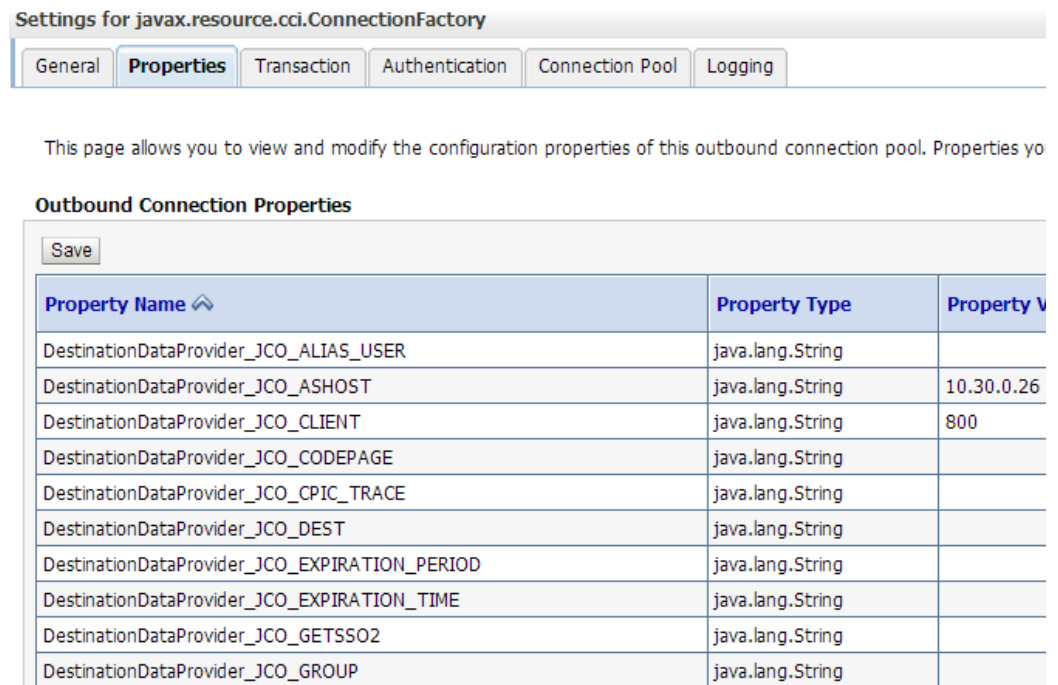 Settings for javax.resource.cci.ConnectionFactory
General Properties Transaction Authentication Connection Pool Logging
This page allows you to view and modify the configuration properties of this outbound connection pool. Properties yo
Outbound Connection Properties
Save
Property Name Property Type Property V
DestinationDataProvider_JCO_ALIAS_USER java.lang.String
DestinationDataProvider_JCO_ASHOST java.lang.String 10.30.0.26
DestinationDataProvider_JCO_CLIENT java.lang.String 800
DestinationDataProvider_JCO_CODEPAGE java.lang.String
DestinationDataProvider_JCO_CPIC_TRACE java.lang.String
DestinationDataProvider_JCO_DEST java.lang.String
DestinationDataProvider_JCO_EXPIRATION_PERIOD java.lang.String
DestinationDataProvider_JCO_EXPIRATION_TIME java.lang.String
DestinationDataProvider_JCO_GETSSO2 java.lang.String
DestinationDataProvider_JCO_GROUP java.lang.String